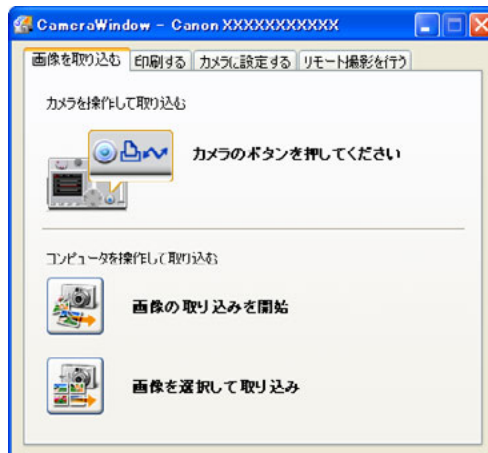 CameraWindow - Canon XXXXXXXXXXX
画像を取り込む 印刷する カメラに設定する リモート撮影を行う
カメラを操作して取り込む
カメラのボタンを押してください
コンピュータを操作して取り込む
画像の取り込みを開始
画像を選択して取り込み